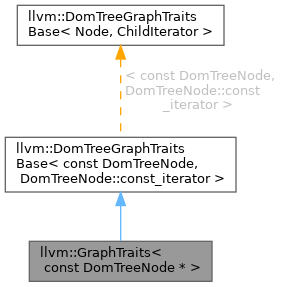 llvm::DomTreeGraphTraits
Base< Node, ChildIterator >
< const DomTreeNode,
DomTreeNode::const
_iterator >
llvm::DomTreeGraphTraits
Base< const DomTreeNode,
DomTreeNode::const_iterator >
llvm::GraphTraits<
const DomTreeNode * >